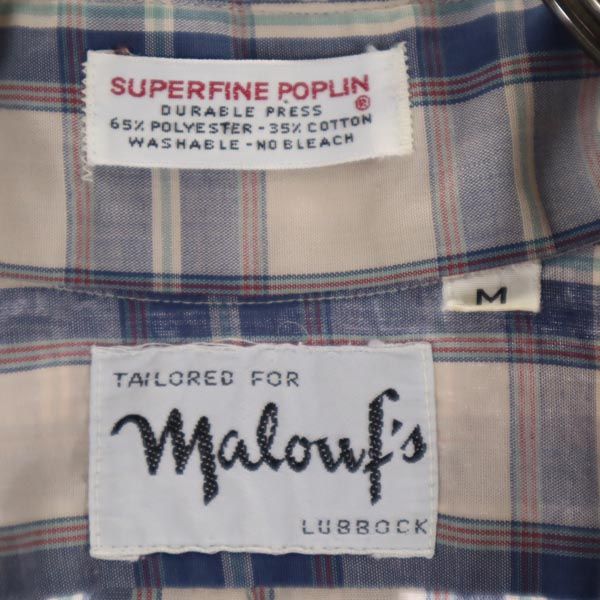 SUPERFINE POPLIN ®
DURABLE PRESS
65% POLYESTER - 35% COTTON
WASHABLE - NO BLEACH
M
TAILORED FOR
Malouf's
LUBBOCK